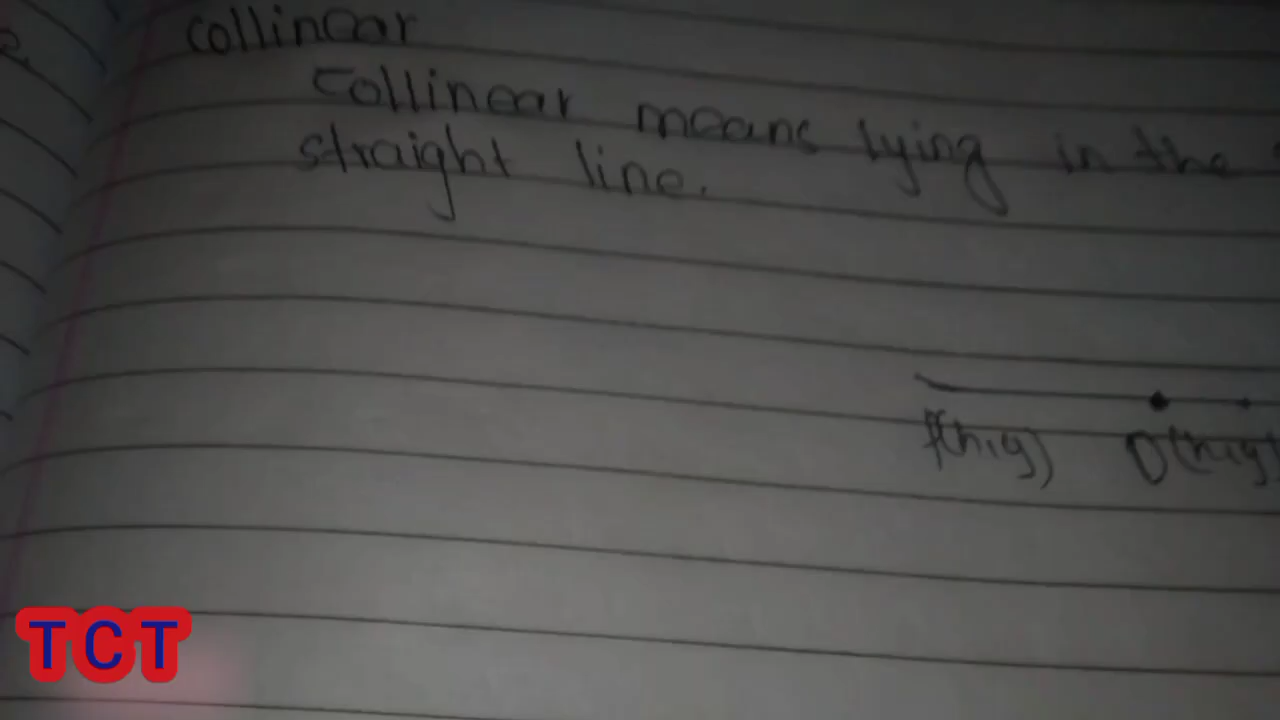 collinear
collinear means lying in the
straight line.
P(x,y) O(x,y)
TCT